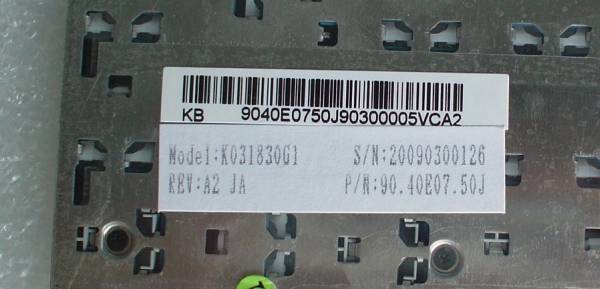 KB 9040E0750J90300005VCA2
Model:K031830G1 S/N:20090300126
REV:A2 JA P/N:90.40E07.50J